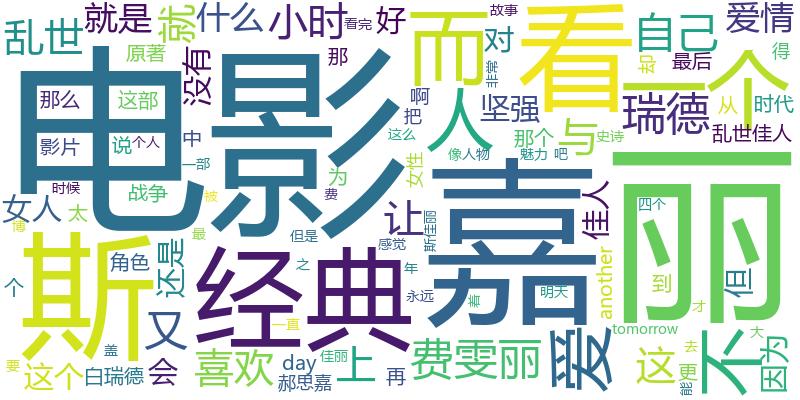 乱世
就是
就
什么
小时
好
而
看
自己
爱情
那
看完
故事
对
非常
却
最后
得
电影
没有
原著
那么
这部
把
啊
坚强
一个
从
时代
瑞德
乱世佳人
影片
说
个人
中
一部
人
这么
那个
与
史诗
像
人物
魅力
吧
女性
战争
为
被
费
时候
嘉
丽
女人
太
博
最
但是
让
斯佳丽
佳人
四个
斯
经典
角色
还是
感觉
之
年
永远
着
明天
another
到
但
个
又
一直
才
tomorrow
大
要
这个
盖
白瑞德
会
喜欢
day
佳丽
郝思嘉
上
再
费雯丽
爱
这
更
能
去
不
因为